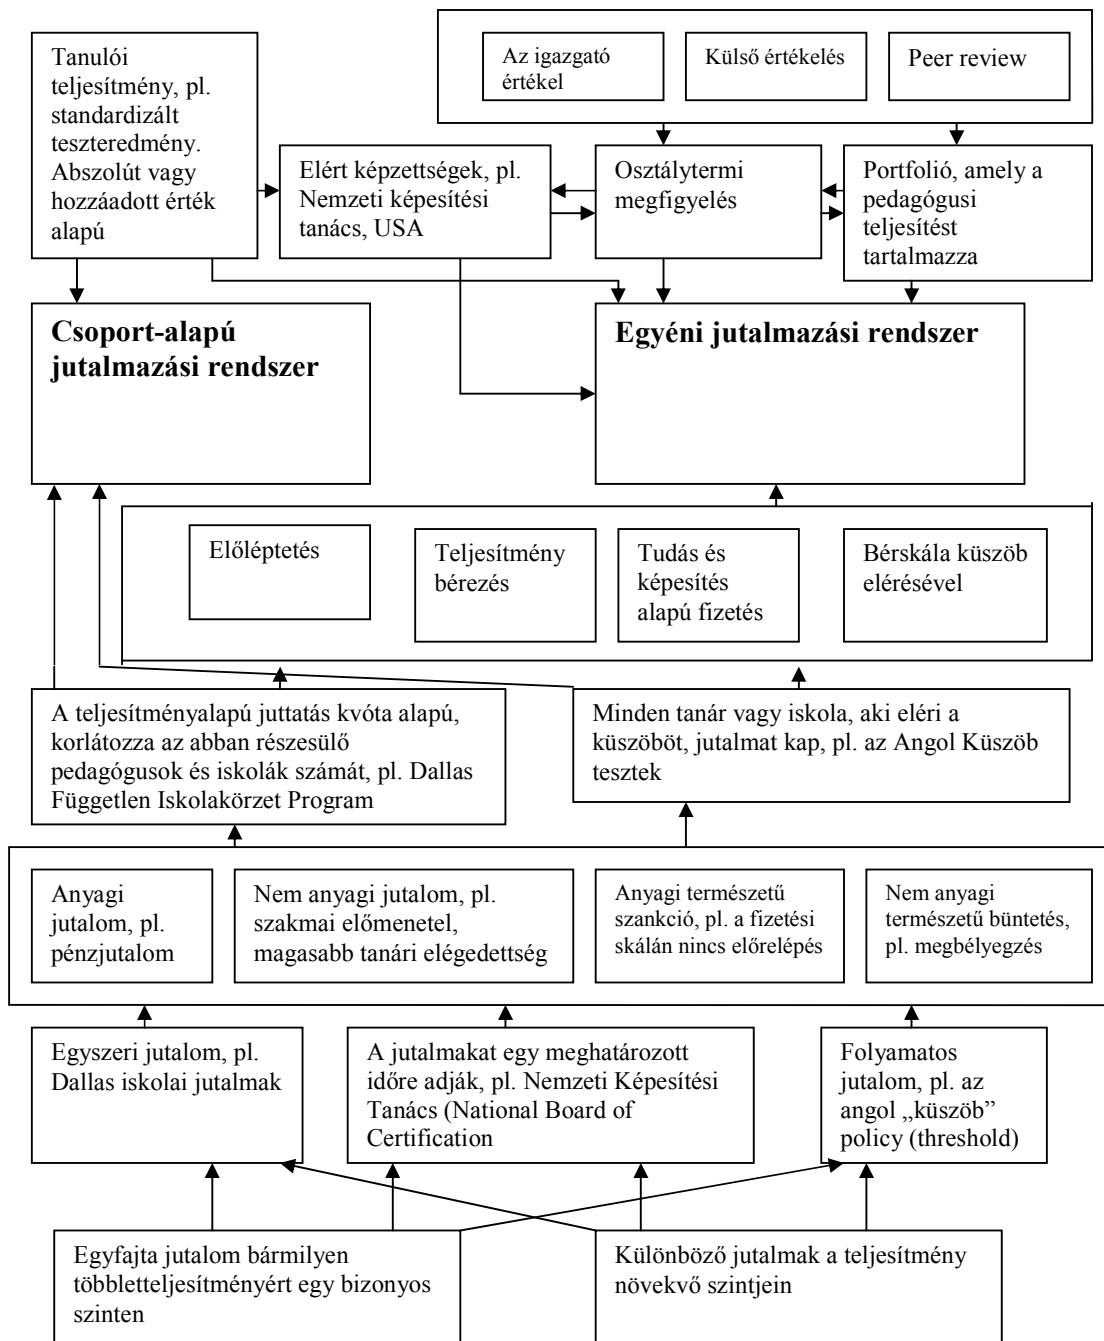 Tanulói
teljesítmény, pl.
standardizált
teszteredmény.
Abszolút vagy
hozzáadott érték
alapú
Az igazgató
értékel
Külső értékelés
Peer review
Elért képzettségek, pl.
Nemzeti képesítési
tanács, USA
Osztálytermi
megfigyelés
Portfolió, amely a
pedagógusi
teljesítést
tartalmazza
Csoport-alapú
jutalmazási rendszer
Egyéni jutalmazási rendszer
Előléptetés
Teljesítmény
bérezés
Tudás és
képesítés
alapú fizetés
Bérskála küszöb
elérésével
A teljesítményalapú juttatás kvóta alapú,
korlátozza az abban részesülő
pedagógusok és iskolák számát, pl. Dallas
Független Iskolakörzet Program
Minden tanár vagy iskola, aki eléri a
küszöböt, jutalmat kap, pl. az Angol Küszöb
tesztek
Anyagi
jutalom, pl.
pénzjutalom
Nem anyagi jutalom, pl.
szakmai előmenetel,
magasabb tanári elégedettség
Anyagi természetű
szankció, pl. a fizetési
skálán nincs előrelépés
Nem anyagi
természetű büntetés,
pl. megbélyegzés
Egyszeri jutalom, pl.
Dallas iskolai jutalmak
A jutalmakat egy meghatározott
időre adják, pl. Nemzeti Képesítési
Tanács (National Board of
Certification
Folyamatos
jutalom, pl. az
angol „küszöb”
policy (threshold)
Egyfajta jutalom bármilyen
többletteljesítményért egy bizonyos
szinten
Különböző jutalmak a teljesítmény
növekvő szintjein